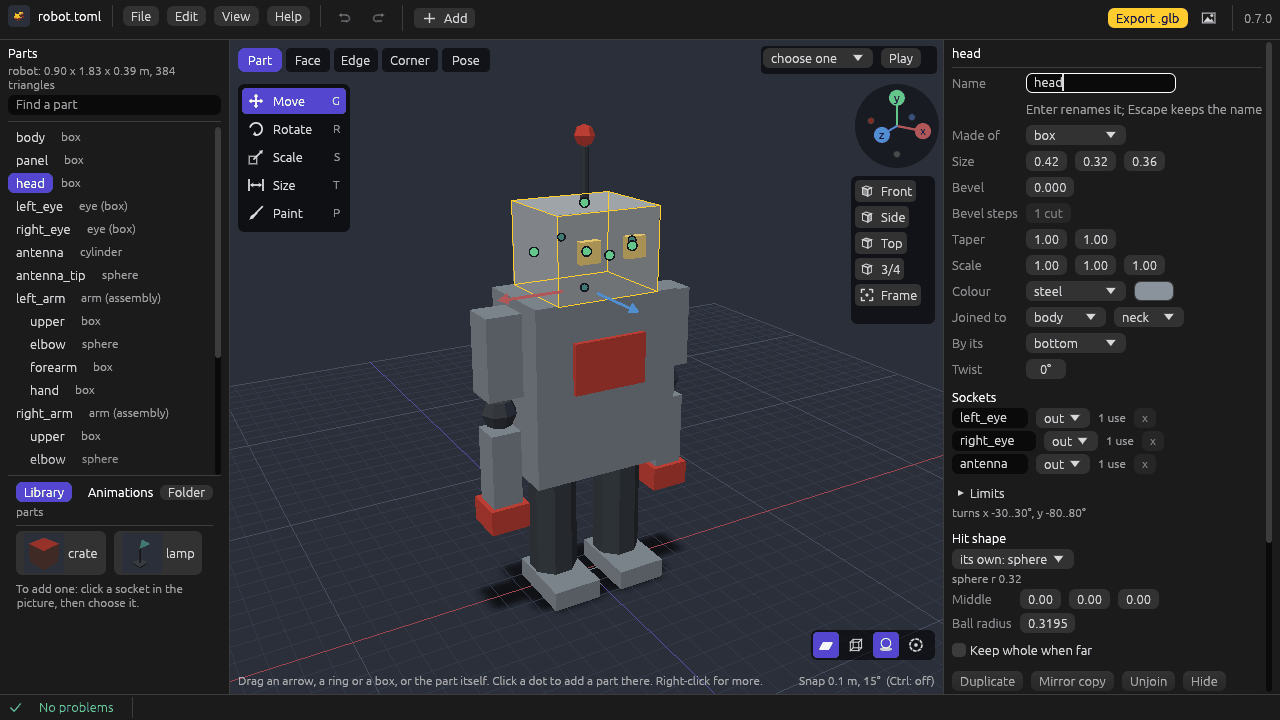 robot.toml File Edit View Help + Add Export .glb 0.7.0
Parts
robot: 0.90 x 1.83 x 0.39 m, 384
triangles
Find a part
body box
panel box
head box
left_eye eye (box)
right_eye eye (box)
antenna cylinder
antenna_tip sphere
left_arm arm (assembly)
upper box
elbow sphere
forearm box
hand box
right_arm arm (assembly)
upper box
elbow sphere
Library Animations Folder
parts
crate lamp
To add one: click a socket in the
picture, then choose it.
Part Face Edge Corner Pose
Move G
Rotate R
Scale S
Size T
Paint P
choose one Play
y
x
z
Front
Side
Top
3/4
Frame
Drag an arrow, a ring or a box, or the part itself. Click a dot to add a part there. Right-click for more. Snap 0.1 m, 15° (Ctrl: off)
head
Name head
Enter renames it; Escape keeps the name
Made of box
Size 0.42 0.32 0.36
Bevel 0.000
Bevel steps 1 cut
Taper 1.00 1.00
Scale 1.00 1.00 1.00
Colour steel
Joined to body neck
By its bottom
Twist 0°
Sockets
left_eye out 1 use x
right_eye out 1 use x
antenna out 1 use x
Limits
turns x -30..30°, y -80..80°
Hit shape
its own: sphere
sphere r 0.32
Middle 0.00 0.00 0.00
Ball radius 0.3195
Keep whole when far
Duplicate Mirror copy Unjoin Hide
No problems